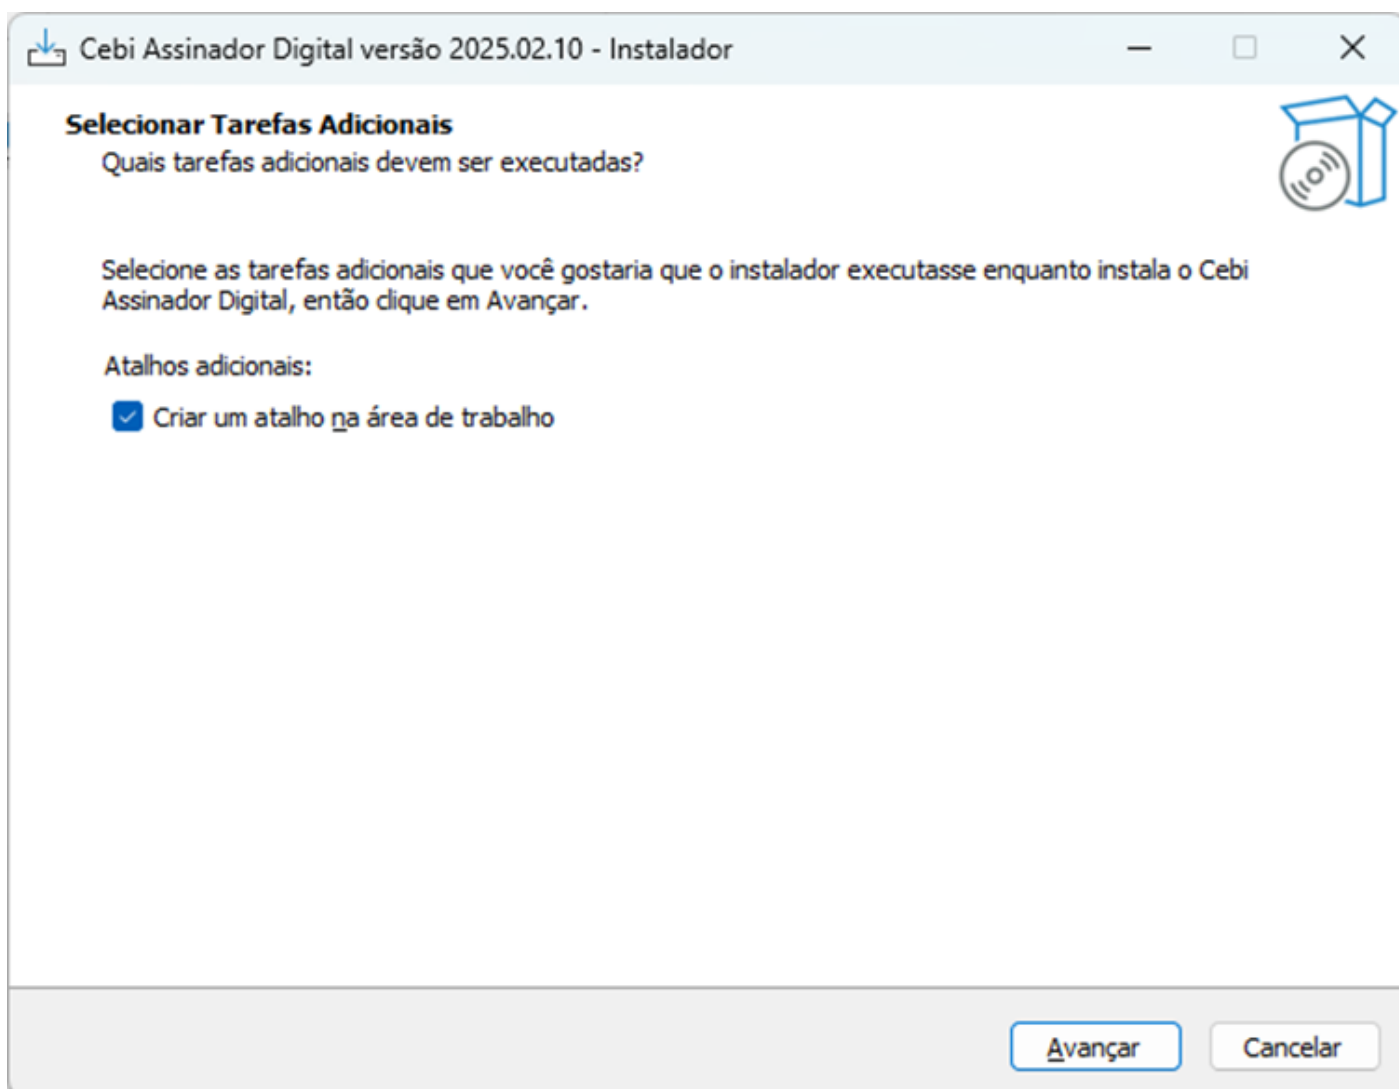 Cebi Assinador Digital versão 2025.02.10 - Instalador
Selecionar Tarefas Adicionais
Quais tarefas adicionais devem ser executadas?
Selecione as tarefas adicionais que você gostaria que o instalador executasse enquanto instala o Cebi
Assinador Digital, então clique em Avançar.
Atalhos adicionais:
Criar um atalho na área de trabalho
Avançar
Cancelar